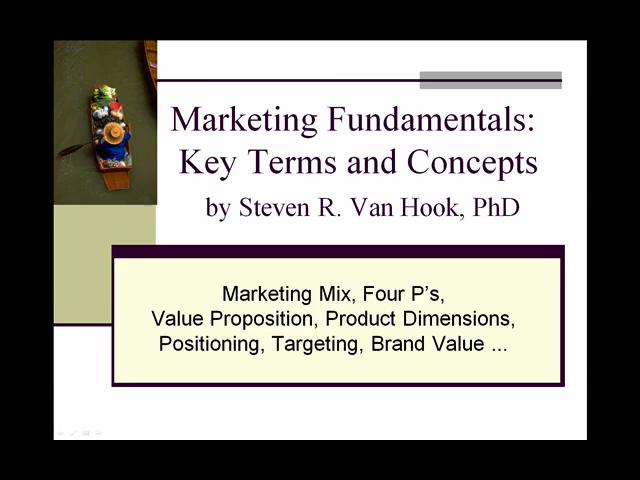 Marketing Fundamentals:
Key Terms and Concepts
by Steven R. Van Hook, PhD
Marketing Mix, Four P's,
Value Proposition, Product Dimensions,
Positioning, Targeting, Brand Value ...